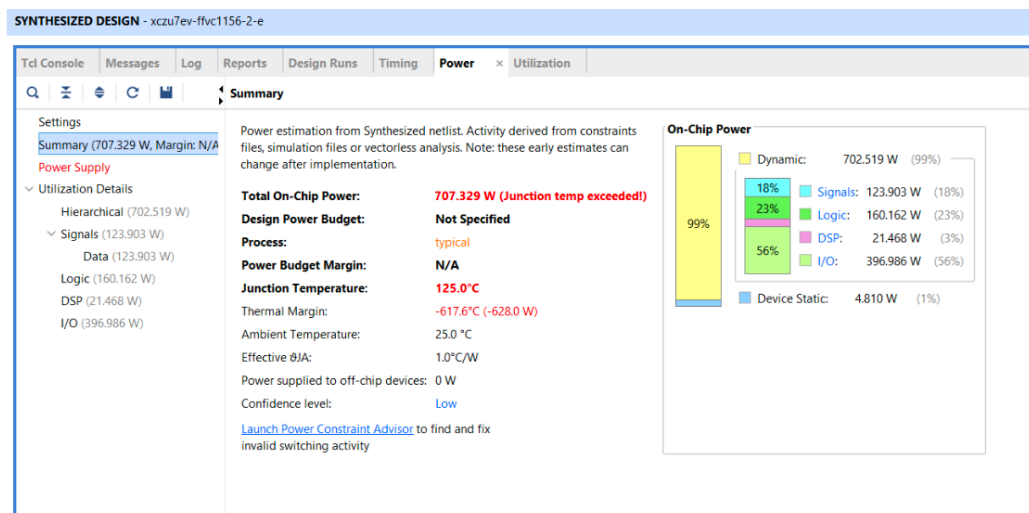 SYNTHESIZED DESIGN - xczu7ev-ffvc1156-2-e
Tcl Console Messages Log Reports Design Runs Timing Power × Utilization
Summary
Settings
Summary (707.329 W, Margin: N/A
Power Supply
Utilization Details
Hierarchical (702.519 W)
Signals (123.903 W)
Data (123.903 W)
Logic (160.162 W)
DSP (21.468 W)
I/O (396.986 W)
Power estimation from Synthesized netlist. Activity derived from constraints
files, simulation files or vectorless analysis. Note: these early estimates can
change after implementation.
Total On-Chip Power: 707.329 W (Junction temp exceeded!)
Design Power Budget: Not Specified
Process: typical
Power Budget Margin: N/A
Junction Temperature: 125.0°C
Thermal Margin: -617.6°C (-628.0 W)
Ambient Temperature: 25.0 °C
Effective ϑJA: 1.0°C/W
Power supplied to off-chip devices: 0 W
Confidence level: Low
Launch Power Constraint Advisor to find and fix
invalid switching activity
On-Chip Power
99%
Dynamic: 702.519 W (99%)
18% Signals: 123.903 W (18%)
23% Logic: 160.162 W (23%)
DSP: 21.468 W (3%)
56% I/O: 396.986 W (56%)
Device Static: 4.810 W (1%)